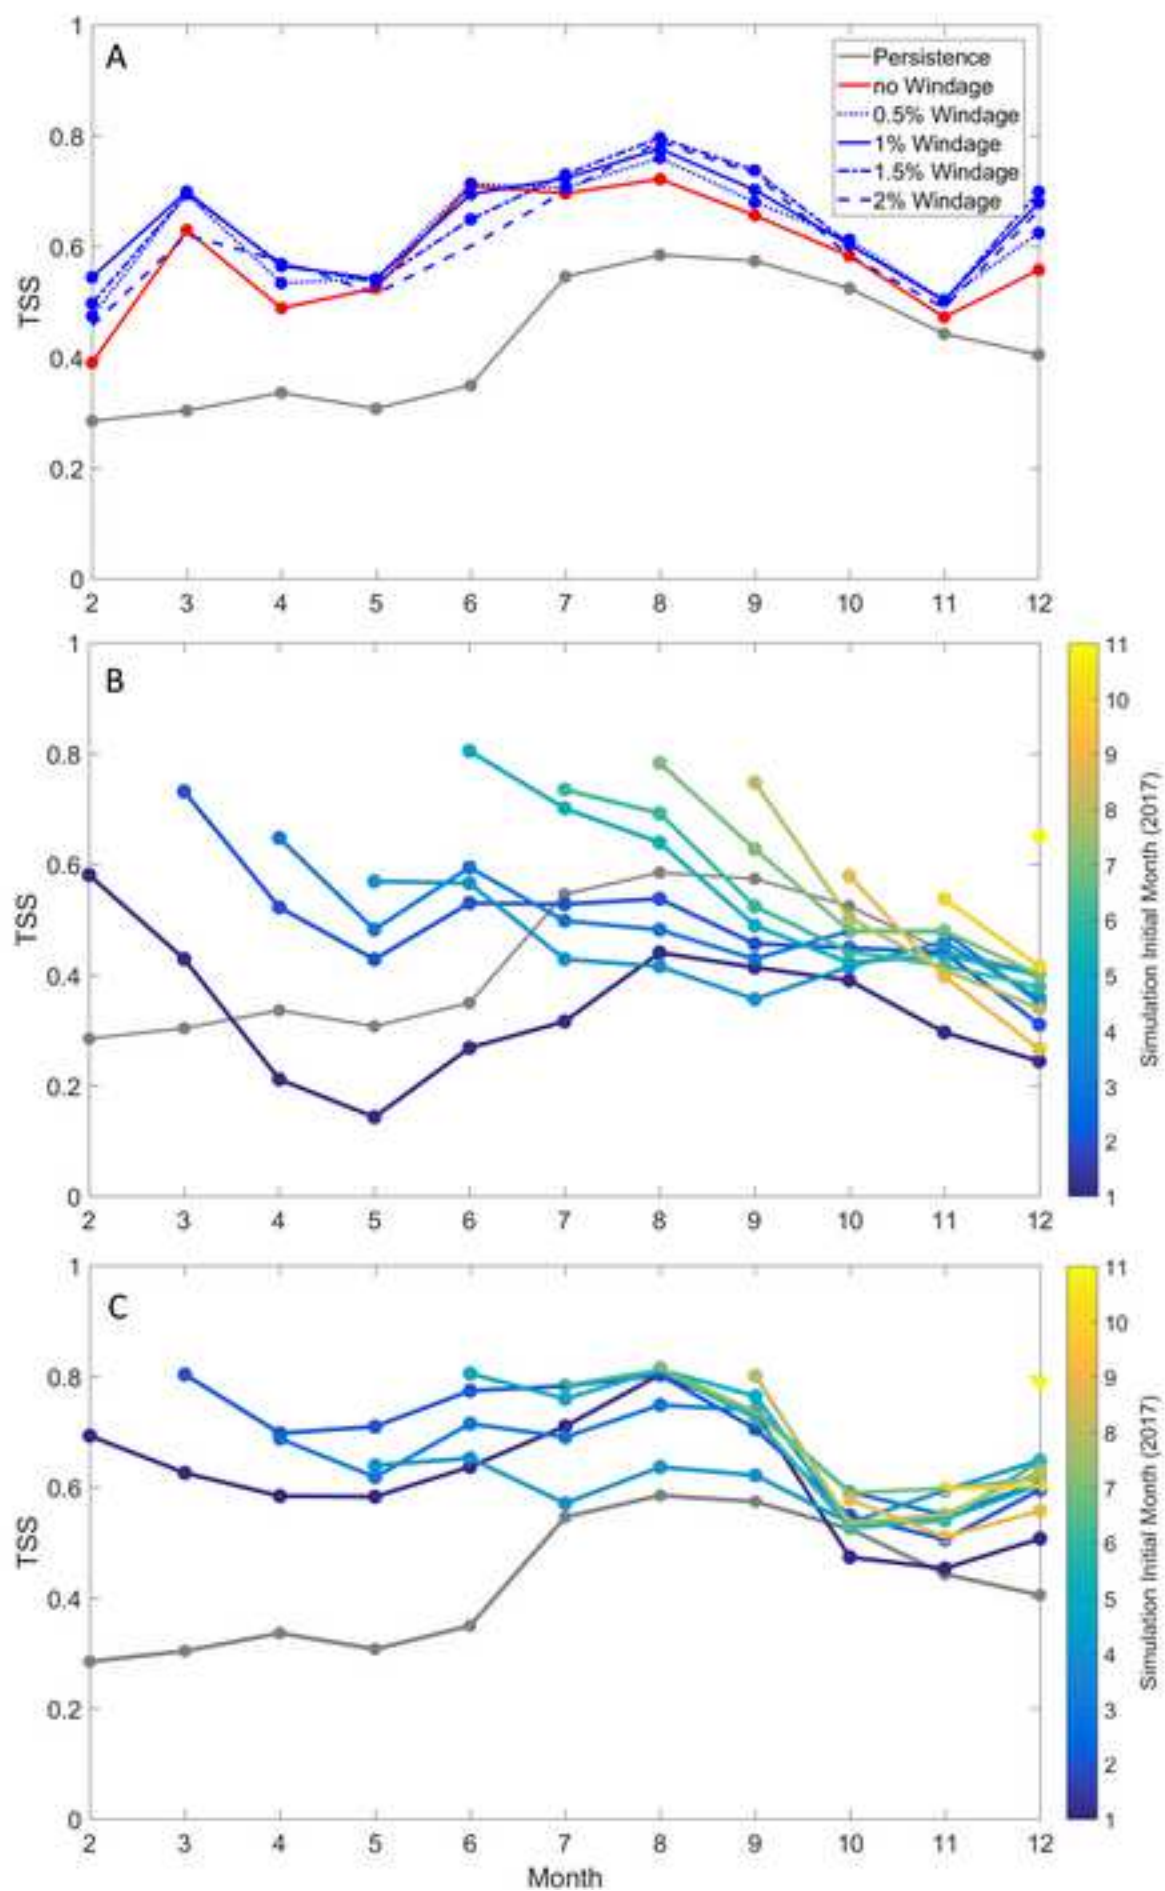 A
Persistence
no Windage
0.5% Windage
1% Windage
1.5% Windage
2% Windage
TSS
1
0.8
0.6
0.4
0.2
0
2 3 4 5 6 7 8 9 10 11 12
B
TSS
1
0.8
0.6
0.4
0.2
0
2 3 4 5 6 7 8 9 10 11 12
11
10
9
8
7
6
5
4
3
2
1
Simulation Initial Month (2017)
C
TSS
1
0.8
0.6
0.4
0.2
0
2 3 4 5 6 7 8 9 10 11 12
Month
11
10
9
8
7
6
5
4
3
2
1
Simulation Initial Month (2017)